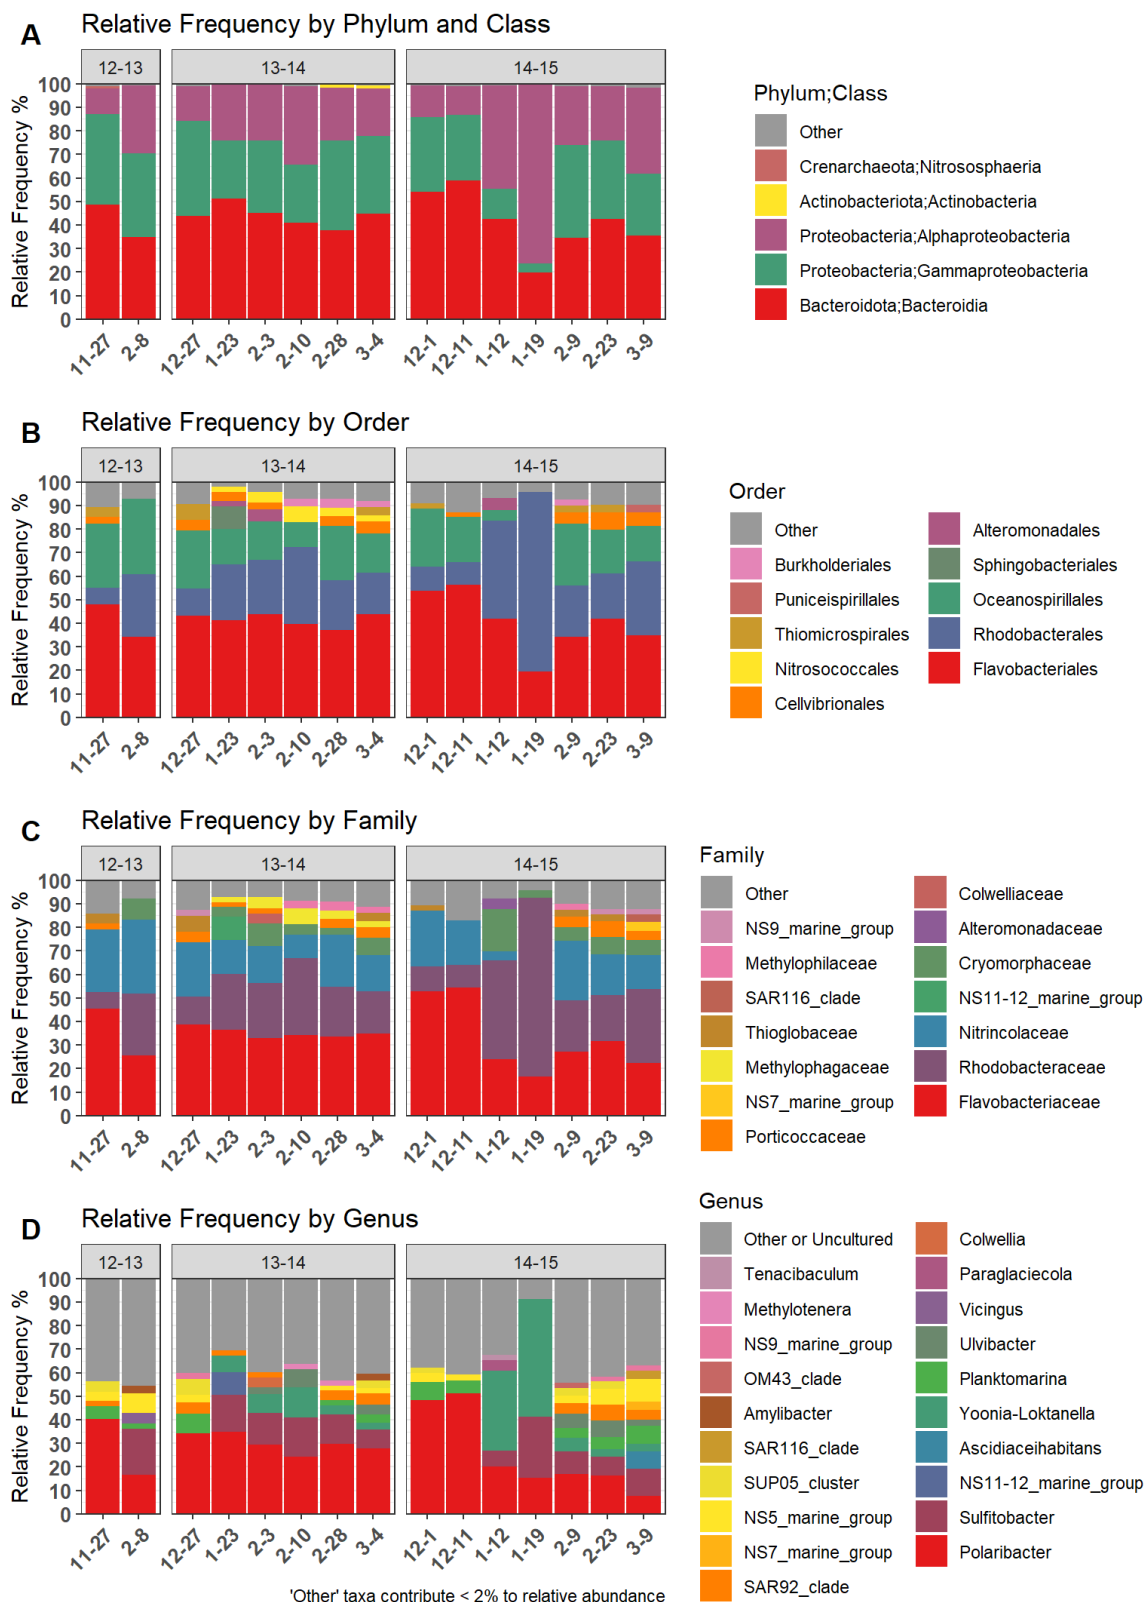 A Relative Frequency by Phylum and Class
12-13 13-14 14-15
Relative Frequency %
100
90
80
70
60
50
40
30
20
10
0
11-27 2-8 12-27 1-23 2-3 2-10 2-28 3-4 12-1 12-11 1-12 1-19 2-9 2-23 3-9
Phylum;Class
Other
Crenarchaeota;Nitrososphaeria
Actinobacteriota;Actinobacteria
Proteobacteria;Alphaproteobacteria
Proteobacteria;Gammaproteobacteria
Bacteroidota;Bacteroidia
B Relative Frequency by Order
12-13 13-14 14-15
Relative Frequency %
100
90
80
70
60
50
40
30
20
10
0
11-27 2-8 12-27 1-23 2-3 2-10 2-28 3-4 12-1 12-11 1-12 1-19 2-9 2-23 3-9
Order
Other Alteromonadales
Burkholderiales Sphingobacteriales
Puniceispirillales Oceanospirillales
Thiomicrospirales Rhodobacterales
Nitrosococcales Flavobacteriales
Cellvibrionales
C Relative Frequency by Family
12-13 13-14 14-15
Relative Frequency %
100
90
80
70
60
50
40
30
20
10
0
11-27 2-8 12-27 1-23 2-3 2-10 2-28 3-4 12-1 12-11 1-12 1-19 2-9 2-23 3-9
Family
Other Colwelliaceae
NS9_marine_group Alteromonadaceae
Methylophilaceae Cryomorphaceae
SAR116_clade NS11-12_marine_group
Thioglobaceae Nitrincolaceae
Methylophagaceae Rhodobacteraceae
NS7_marine_group Flavobacteriaceae
Porticoccaceae
D Relative Frequency by Genus
12-13 13-14 14-15
Relative Frequency %
100
90
80
70
60
50
40
30
20
10
0
11-27 2-8 12-27 1-23 2-3 2-10 2-28 3-4 12-1 12-11 1-12 1-19 2-9 2-23 3-9
Genus
Other or Uncultured Colwellia
Tenacibaculum Paraglaciecola
Methylotenera Vicingus
NS9_marine_group Ulvibacter
OM43_clade Planktomarina
Amylibacter Yoonia-Loktanella
SAR116_clade Ascidiaceihabitans
SUP05_cluster NS11-12_marine_group
NS5_marine_group Sulfitobacter
NS7_marine_group Polaribacter
SAR92_clade
'Other' taxa contribute < 2% to relative abundance